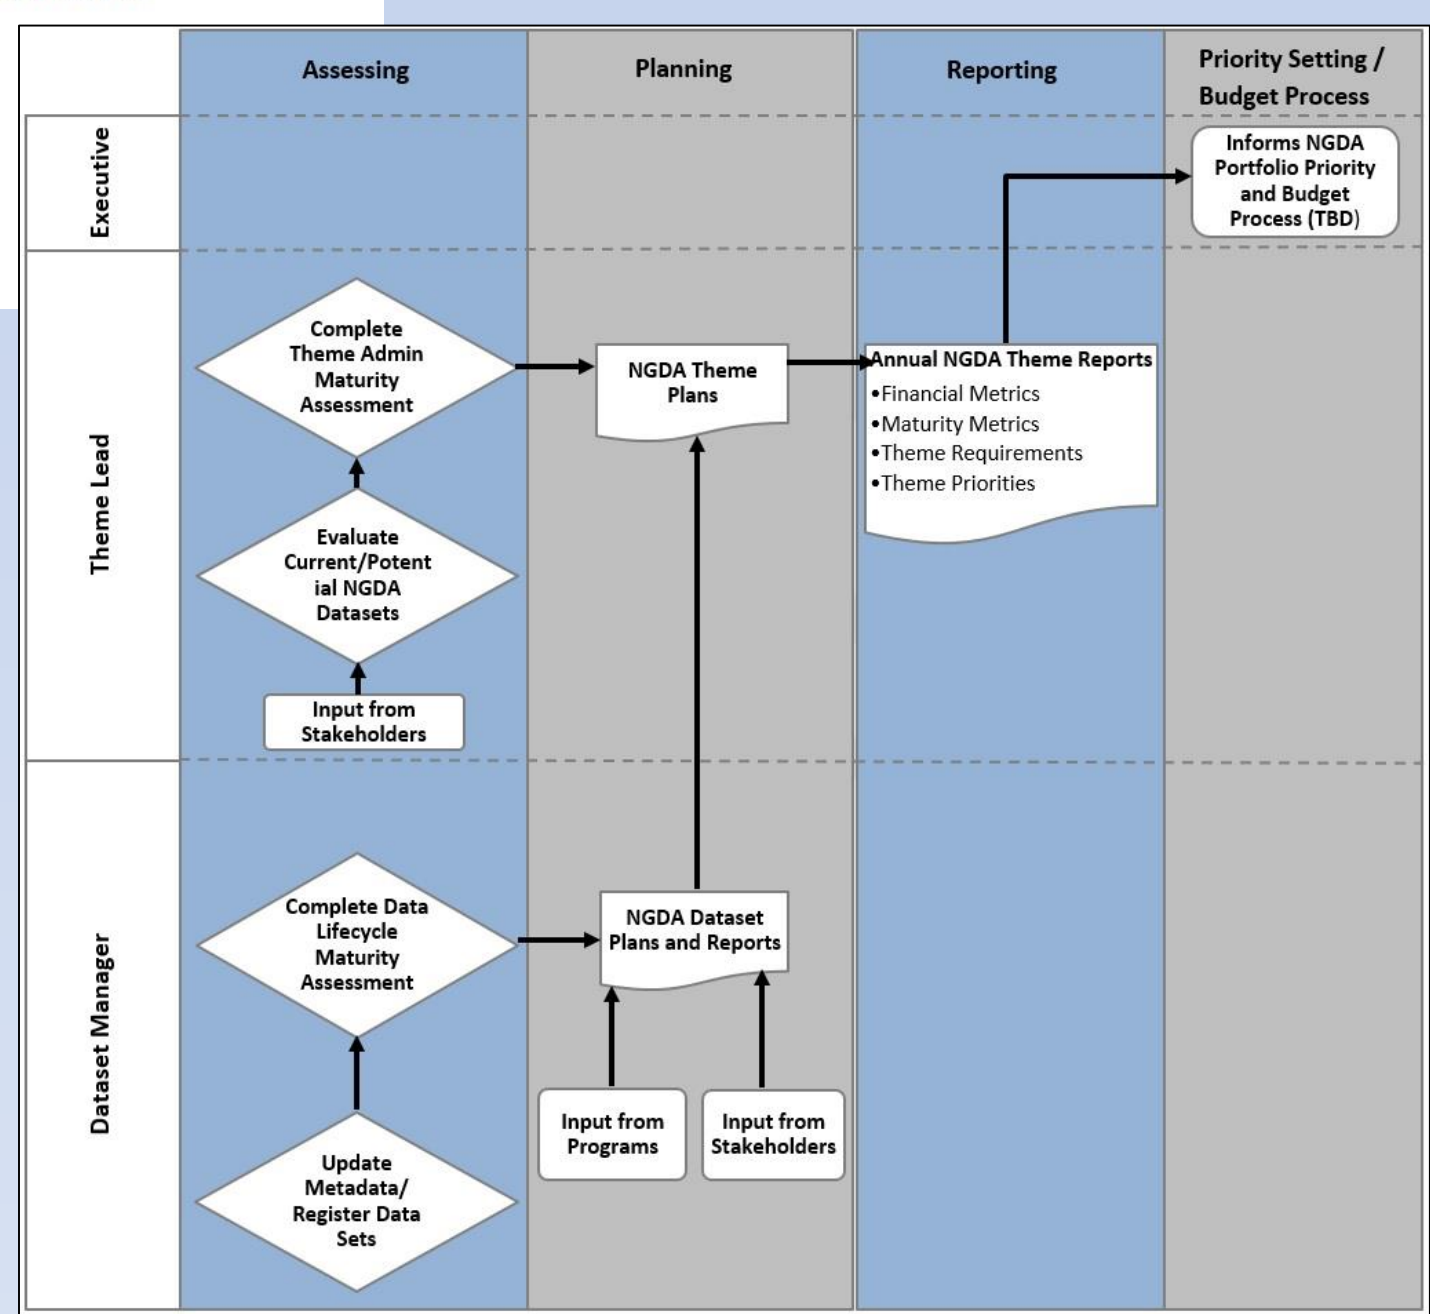 Assessing
Planning
Reporting
Priority Setting /
Budget Process
Executive
Informs NGDA
Portfolio Priority
and Budget
Process (TBD)
Theme Lead
Complete
Theme Admin
Maturity
Assessment
NGDA Theme
Plans
Annual NGDA Theme Reports
•Financial Metrics
•Maturity Metrics
•Theme Requirements
•Theme Priorities
Evaluate
Current/Potent
ial NGDA
Datasets
Input from
Stakeholders
Dataset Manager
Complete Data
Lifecycle
Maturity
Assessment
NGDA Dataset
Plans and Reports
Input from
Programs
Input from
Stakeholders
Update
Metadata/
Register Data
Sets